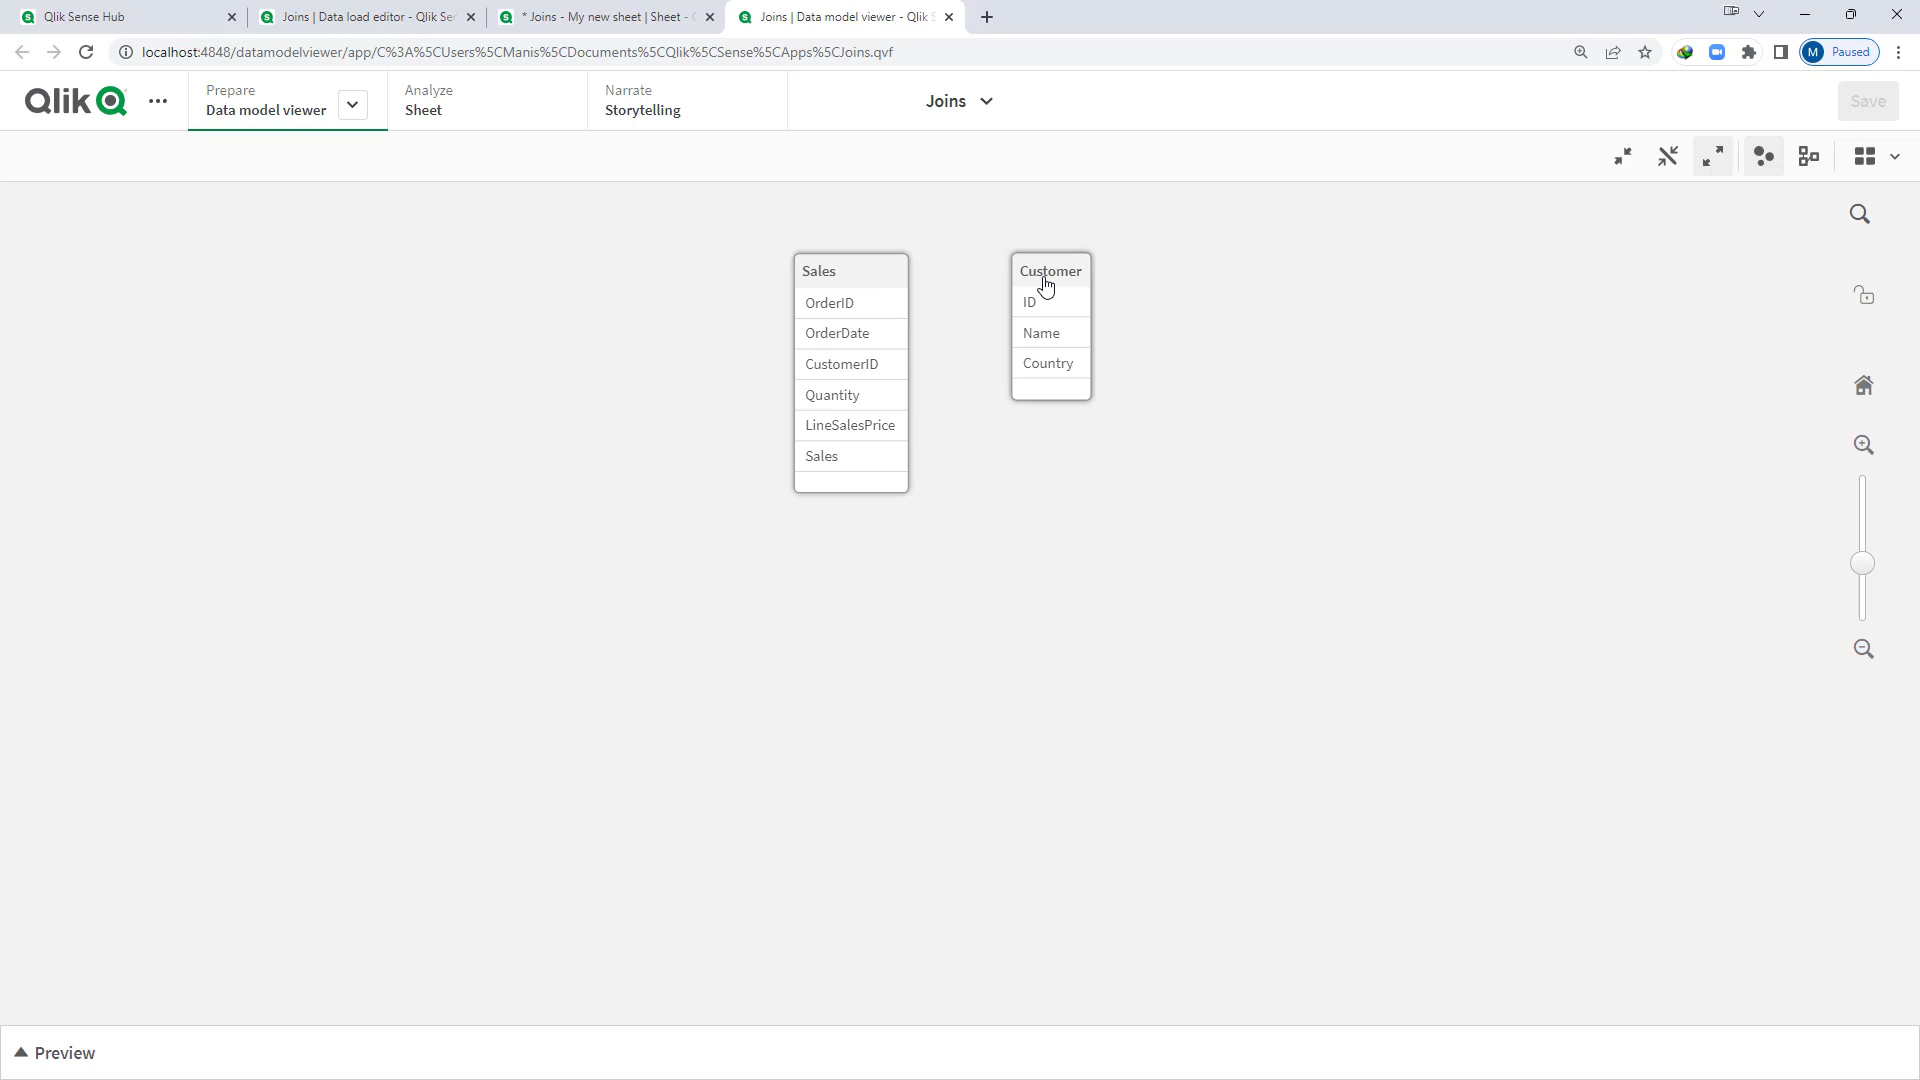 Qlik Sense Hub
Joins | Data load editor - Qlik Ser
* Joins - My new sheet | Sheet -
Joins | Data model viewer - Qlik S
localhost:4848/datamodelviewer/app/C%3A%5CUsers%5CManis%5CDocuments%5CQlik%5CSense%5CApps%5CJoins.qvf
M Paused
Qlik
Prepare
Data model viewer
Analyze
Sheet
Narrate
Storytelling
Joins
Save
Sales
OrderID
OrderDate
CustomerID
Quantity
LineSalesPrice
Sales
Customer
ID
Name
Country
Preview